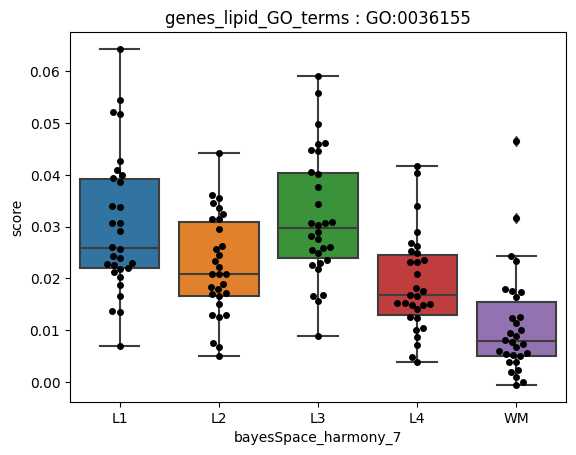 genes_lipid_GO_terms : GO:0036155
score
0.06
0.05
0.04
0.03
0.02
0.01
0.00
L1 L2 L3 L4 WM
bayesSpace_harmony_7